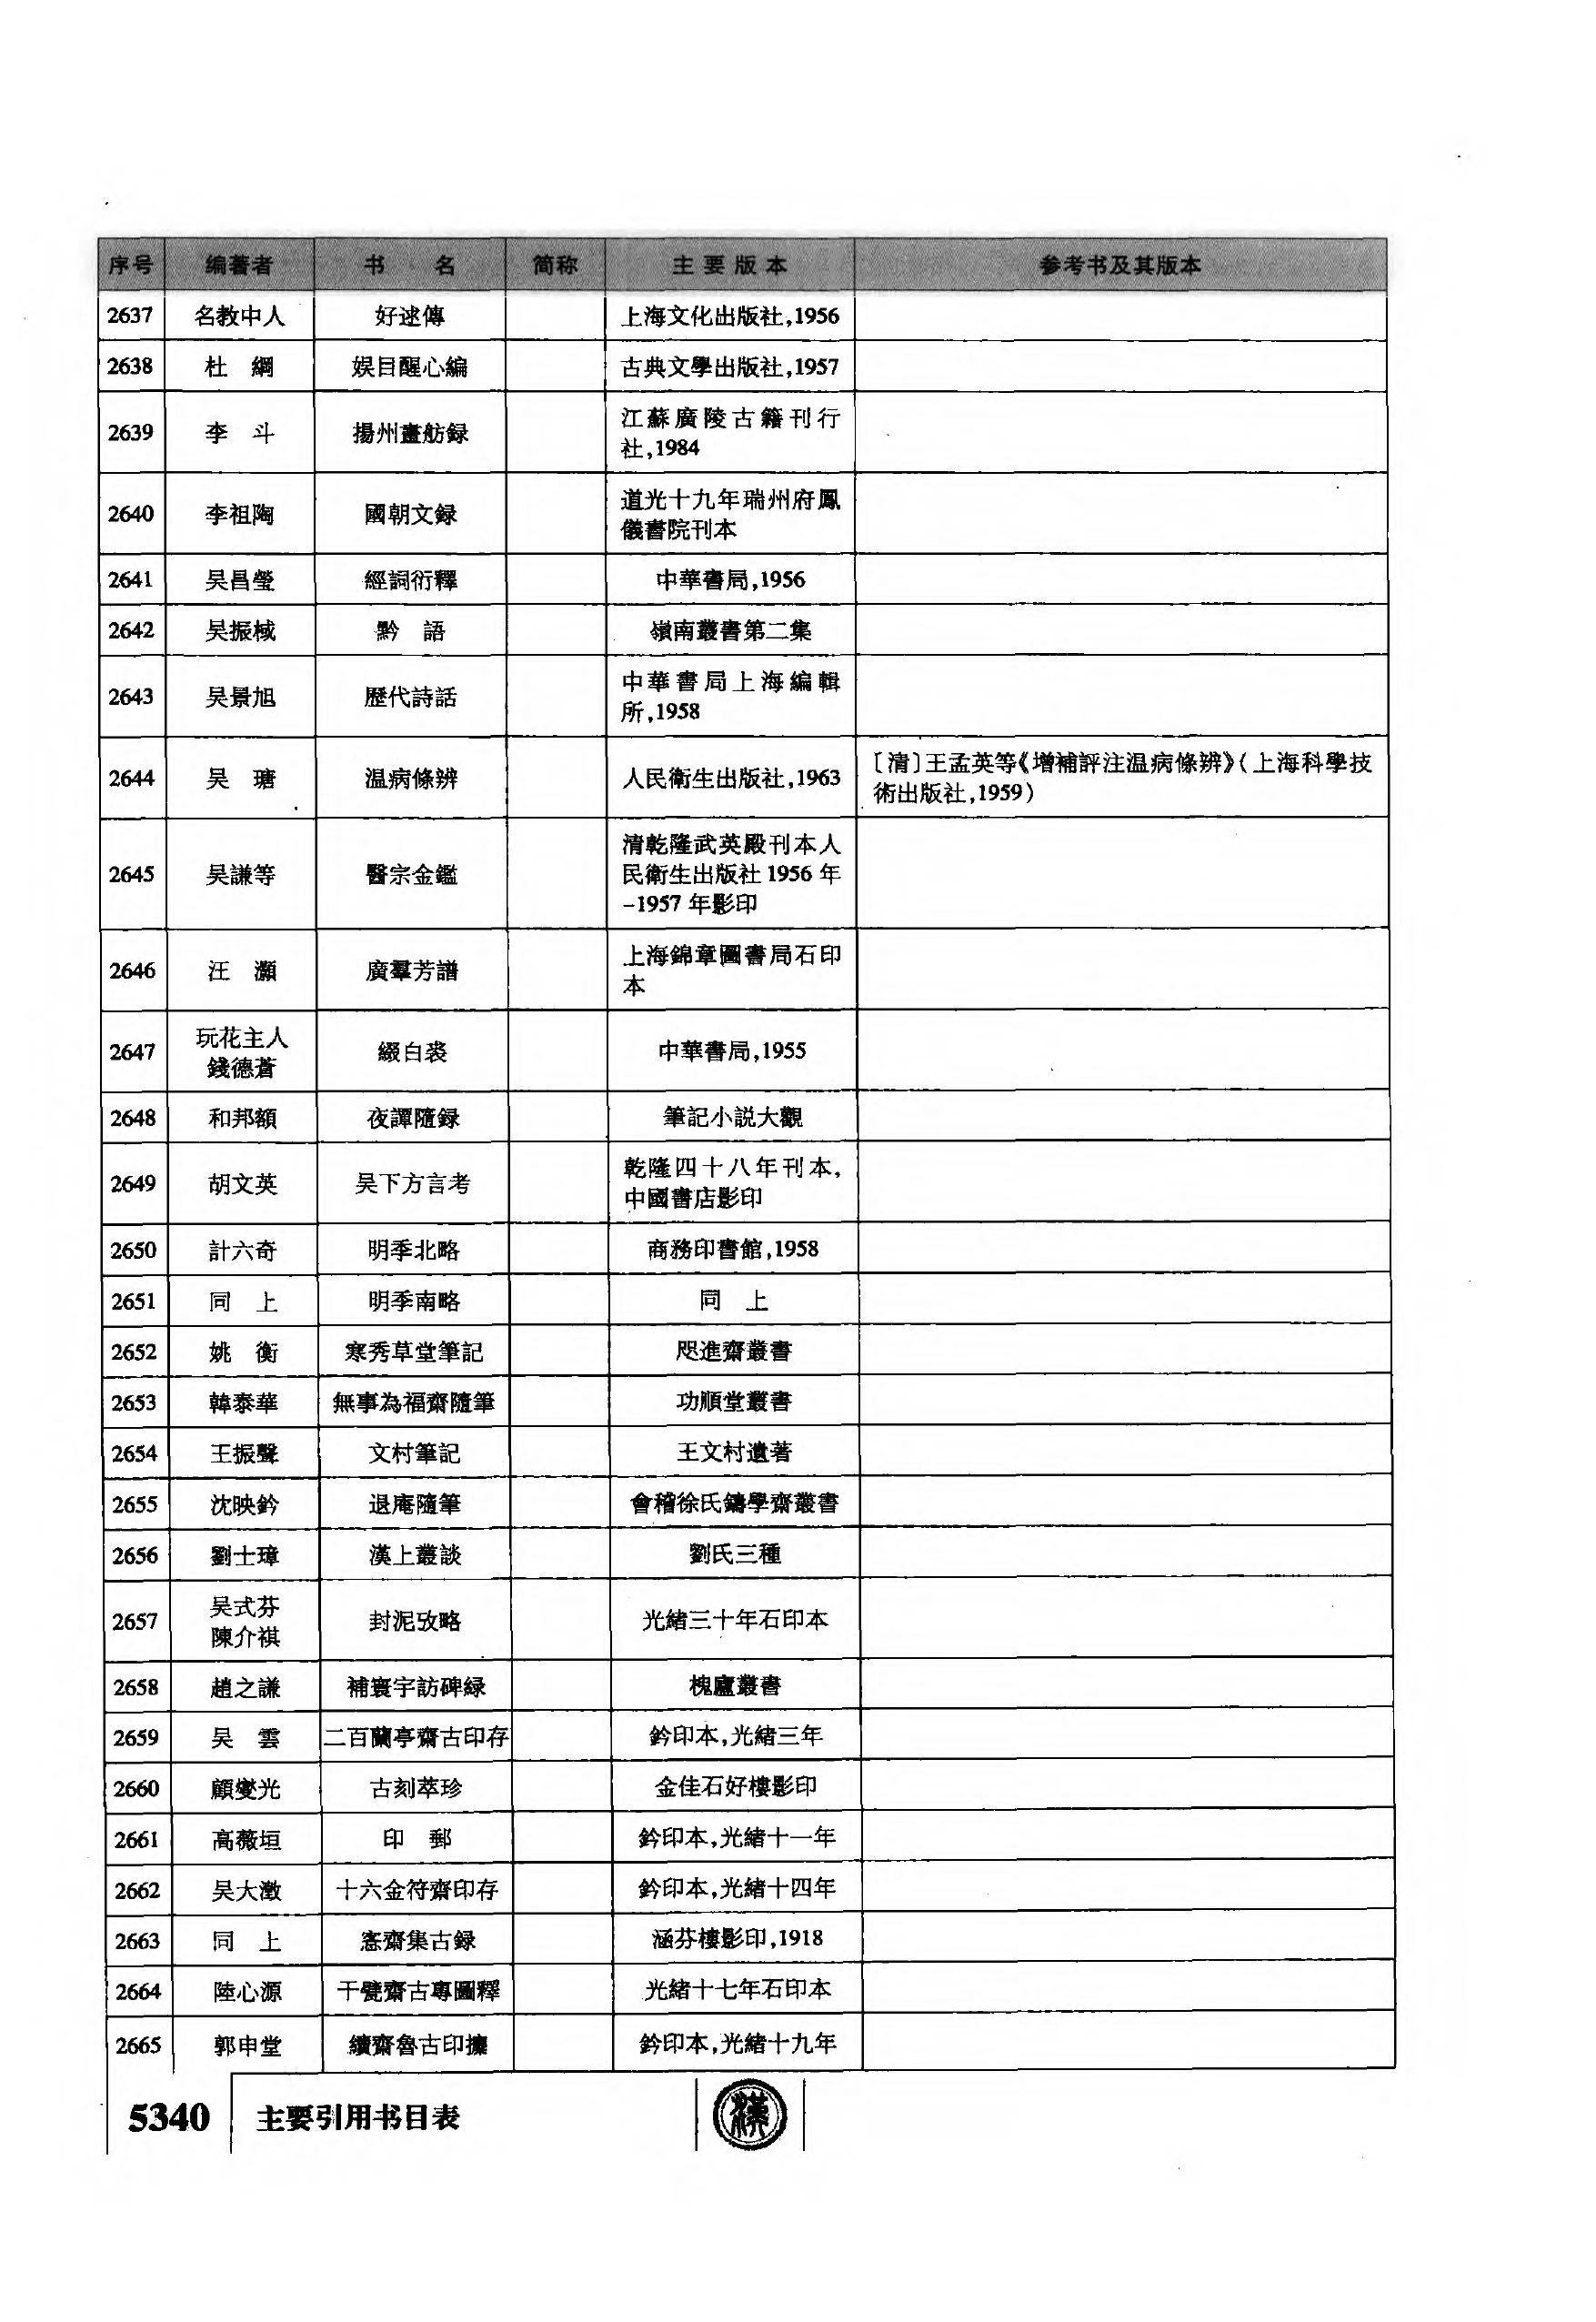 序号 编著者 书 名 简称 主要版本 参考书及其版本
2637 名教中人 好逑傳 上海文化出版社,1956
2638 杜 綱 娱目醒心編 古典文學出版社,1957
2639 李 斗 揚州畫舫録 江蘇廣陵古籍刊行
社,1984
2640 李祖陶 國朝文録 道光十九年瑞州府鳳
儀書院刊本
2641 吴昌瑩 經詞衍釋 中華書局,1956
2642 吴振棫 黔 語 嶺南叢書第二集
2643 吴景旭 歷代詩話 中華書局上海編輯
所,1958
2644 吴 瑭 温病條辨 人民衛生出版社,1963 〔清〕王孟英等《增補評注温病條辨》(上海科學技
術出版社,1959)
2645 吴謙等 醫宗金鑑 清乾隆武英殿刊本人
民衛生出版社1956年
-1957年影印
2646 汪 灝 廣羣芳譜 上海錦章圖書局石印
本
2647 玩花主人
錢德蒼 綴白裘 中華書局,1955
2648 和邦額 夜譚隨録 筆記小説大觀
2649 胡文英 吴下方言考 乾隆四十八年刊本,
中國書店影印
2650 計六奇 明季北略 商務印書館,1958
2651 同 上 明季南略 同 上
2652 姚 衡 寒秀草堂筆記 咫進齋叢書
2653 韓泰華 無事為福齋隨筆 功順堂叢書
2654 王振聲 文村筆記 王文村遺著
2655 沈映鈐 退庵隨筆 會稽徐氏鑄學齋叢書
2656 劉士璋 漢上叢談 劉氏三種
2657 吴式芬
陳介祺 封泥攷略 光緒三十年石印本
2658 趙之謙 補寰宇訪碑緑 槐廬叢書
2659 吴 雲 二百蘭亭齋古印存 鈐印本,光緒三年
2660 顧燮光 古刻萃珍 金佳石好樓影印
2661 高薇垣 印 郵 鈐印本,光緒十一年
2662 吴大澂 十六金符齋印存 鈐印本,光緒十四年
2663 同 上 愙齋集古録 涵芬樓影印,1918
2664 陸心源 千甓齋古專圖釋 光緒十七年石印本
2665 郭申堂 續齊魯古印攗 鈐印本,光緒十九年
5340 主要引用书目表
漢